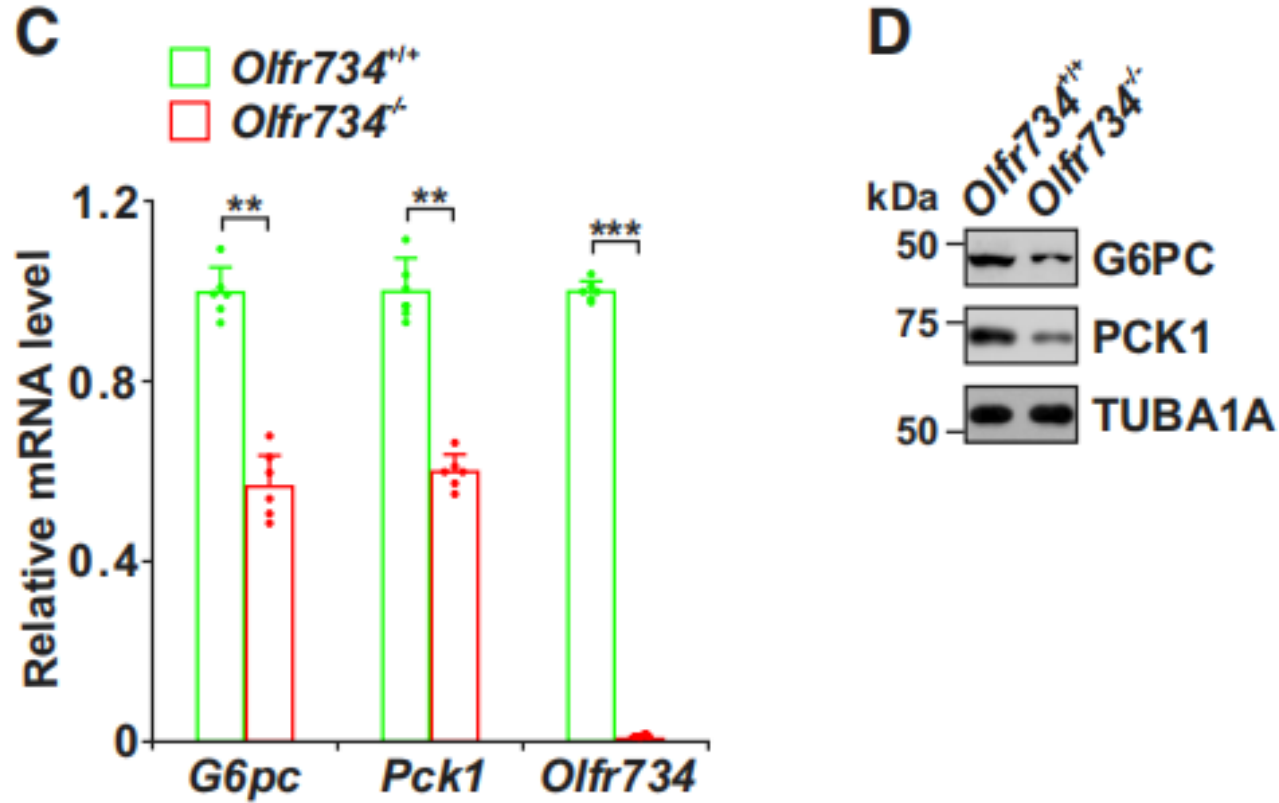 C
Olfr734+/+
Olfr734-/-
Relative mRNA level
1.2
0.8
0.4
0
**
**
***
G6pc
Pck1
Olfr734
D
Olfr734+/+
Olfr734-/-
kDa
50
G6PC
75
PCK1
50
TUBA1A